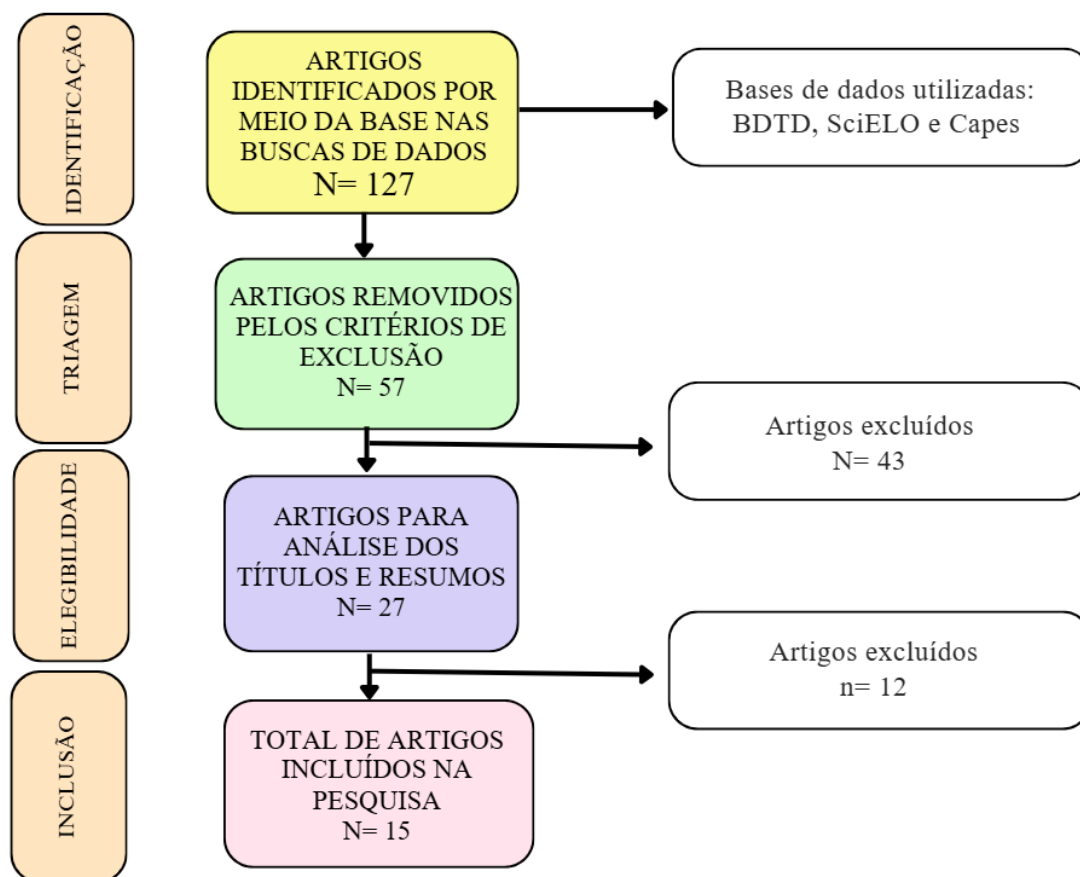 IDENTIFICAÇÃO
ARTIGOS
IDENTIFICADOS POR
MEIO DA BASE NAS
BUSCAS DE DADOS
N= 127
Bases de dados utilizadas:
BDTD, SciELO e Capes
TRIAGEM
ARTIGOS REMOVIDOS
PELOS CRITÉRIOS DE
EXCLUSÃO
N= 57
Artigos excluídos
N= 43
ELEGIBILIDADE
ARTIGOS PARA
ANÁLISE DOS
TÍTULOS E RESUMOS
N= 27
Artigos excluídos
n= 12
INCLUSÃO
TOTAL DE ARTIGOS
INCLUÍDOS NA
PESQUISA
N= 15